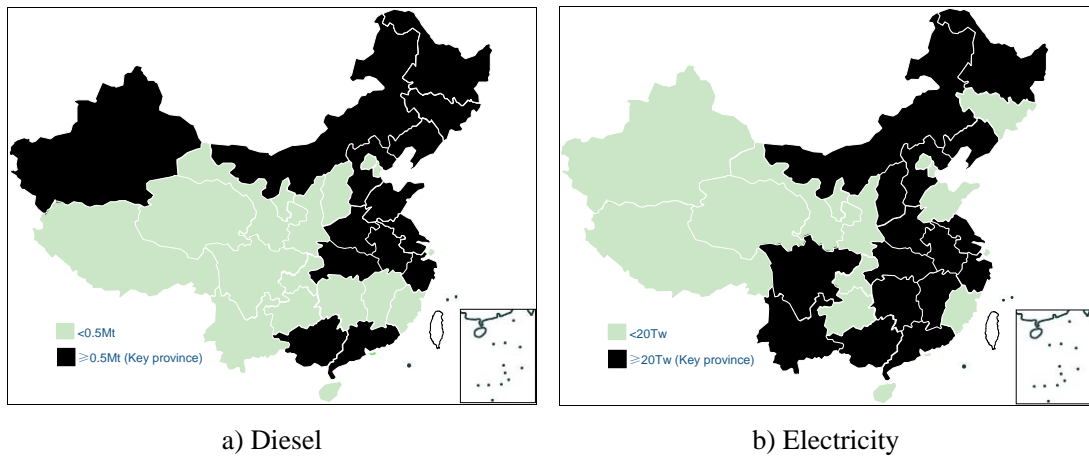 <0.5Mt
≥0.5Mt (Key province)
<20Tw
≥20Tw (Key province)
a) Diesel
b) Electricity